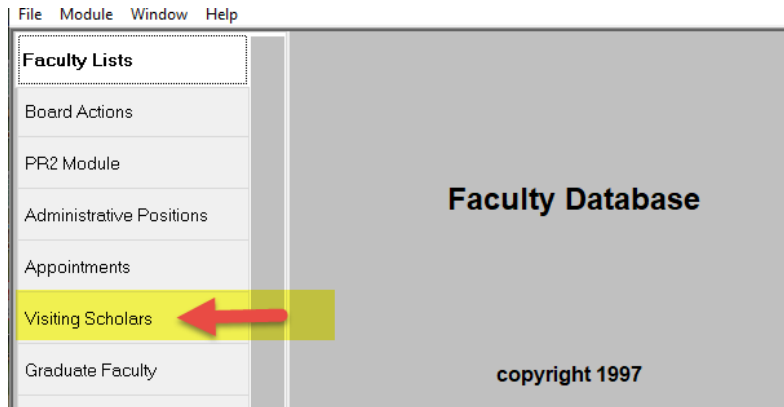 File Module Window Help
Faculty Lists
Board Actions
PR2 Module
Administrative Positions
Appointments
Visiting Scholars
Graduate Faculty
Faculty Database
copyright 1997